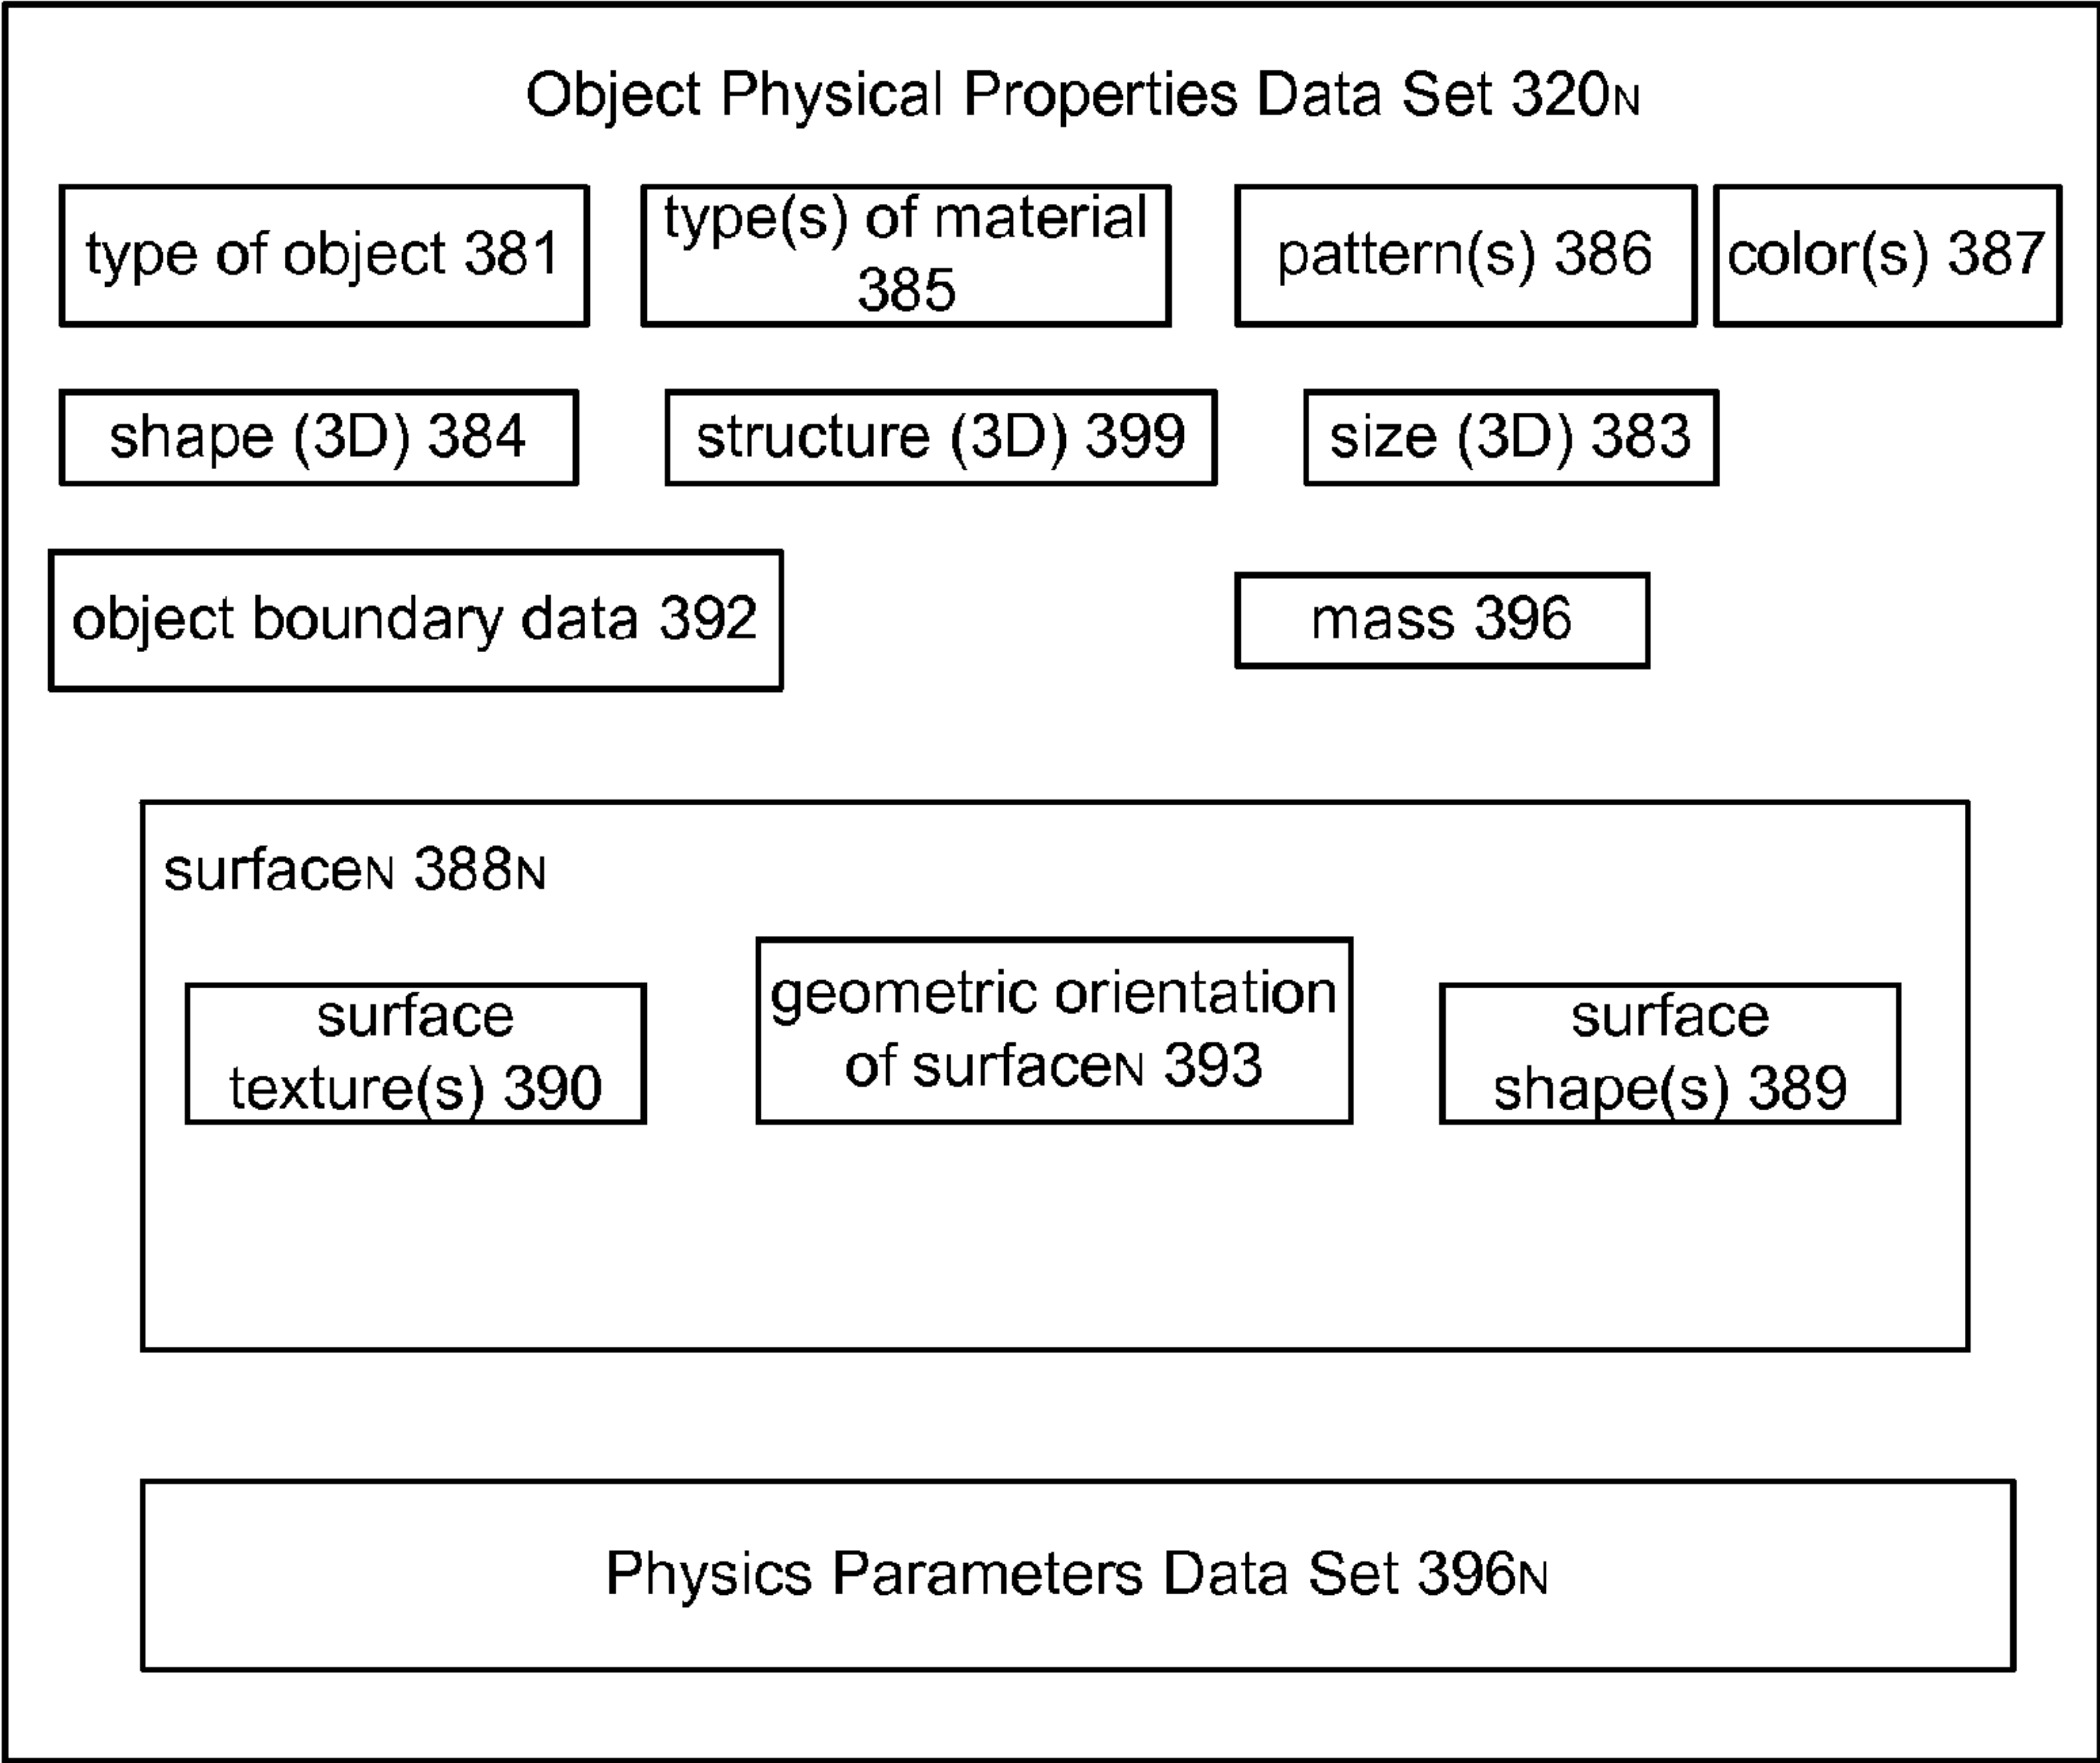 Object Physical Properties Data Set 320N
type of object 381
type(s) of material
385
pattern(s) 386
color(s) 387
shape (3D) 384
structure (3D) 399
size (3D) 383
object boundary data 392
mass 396
surfaceN 388N
surface
texture(s) 390
geometric orientation
of surfaceN 393
surface
shape(s) 389
Physics Parameters Data Set 396N